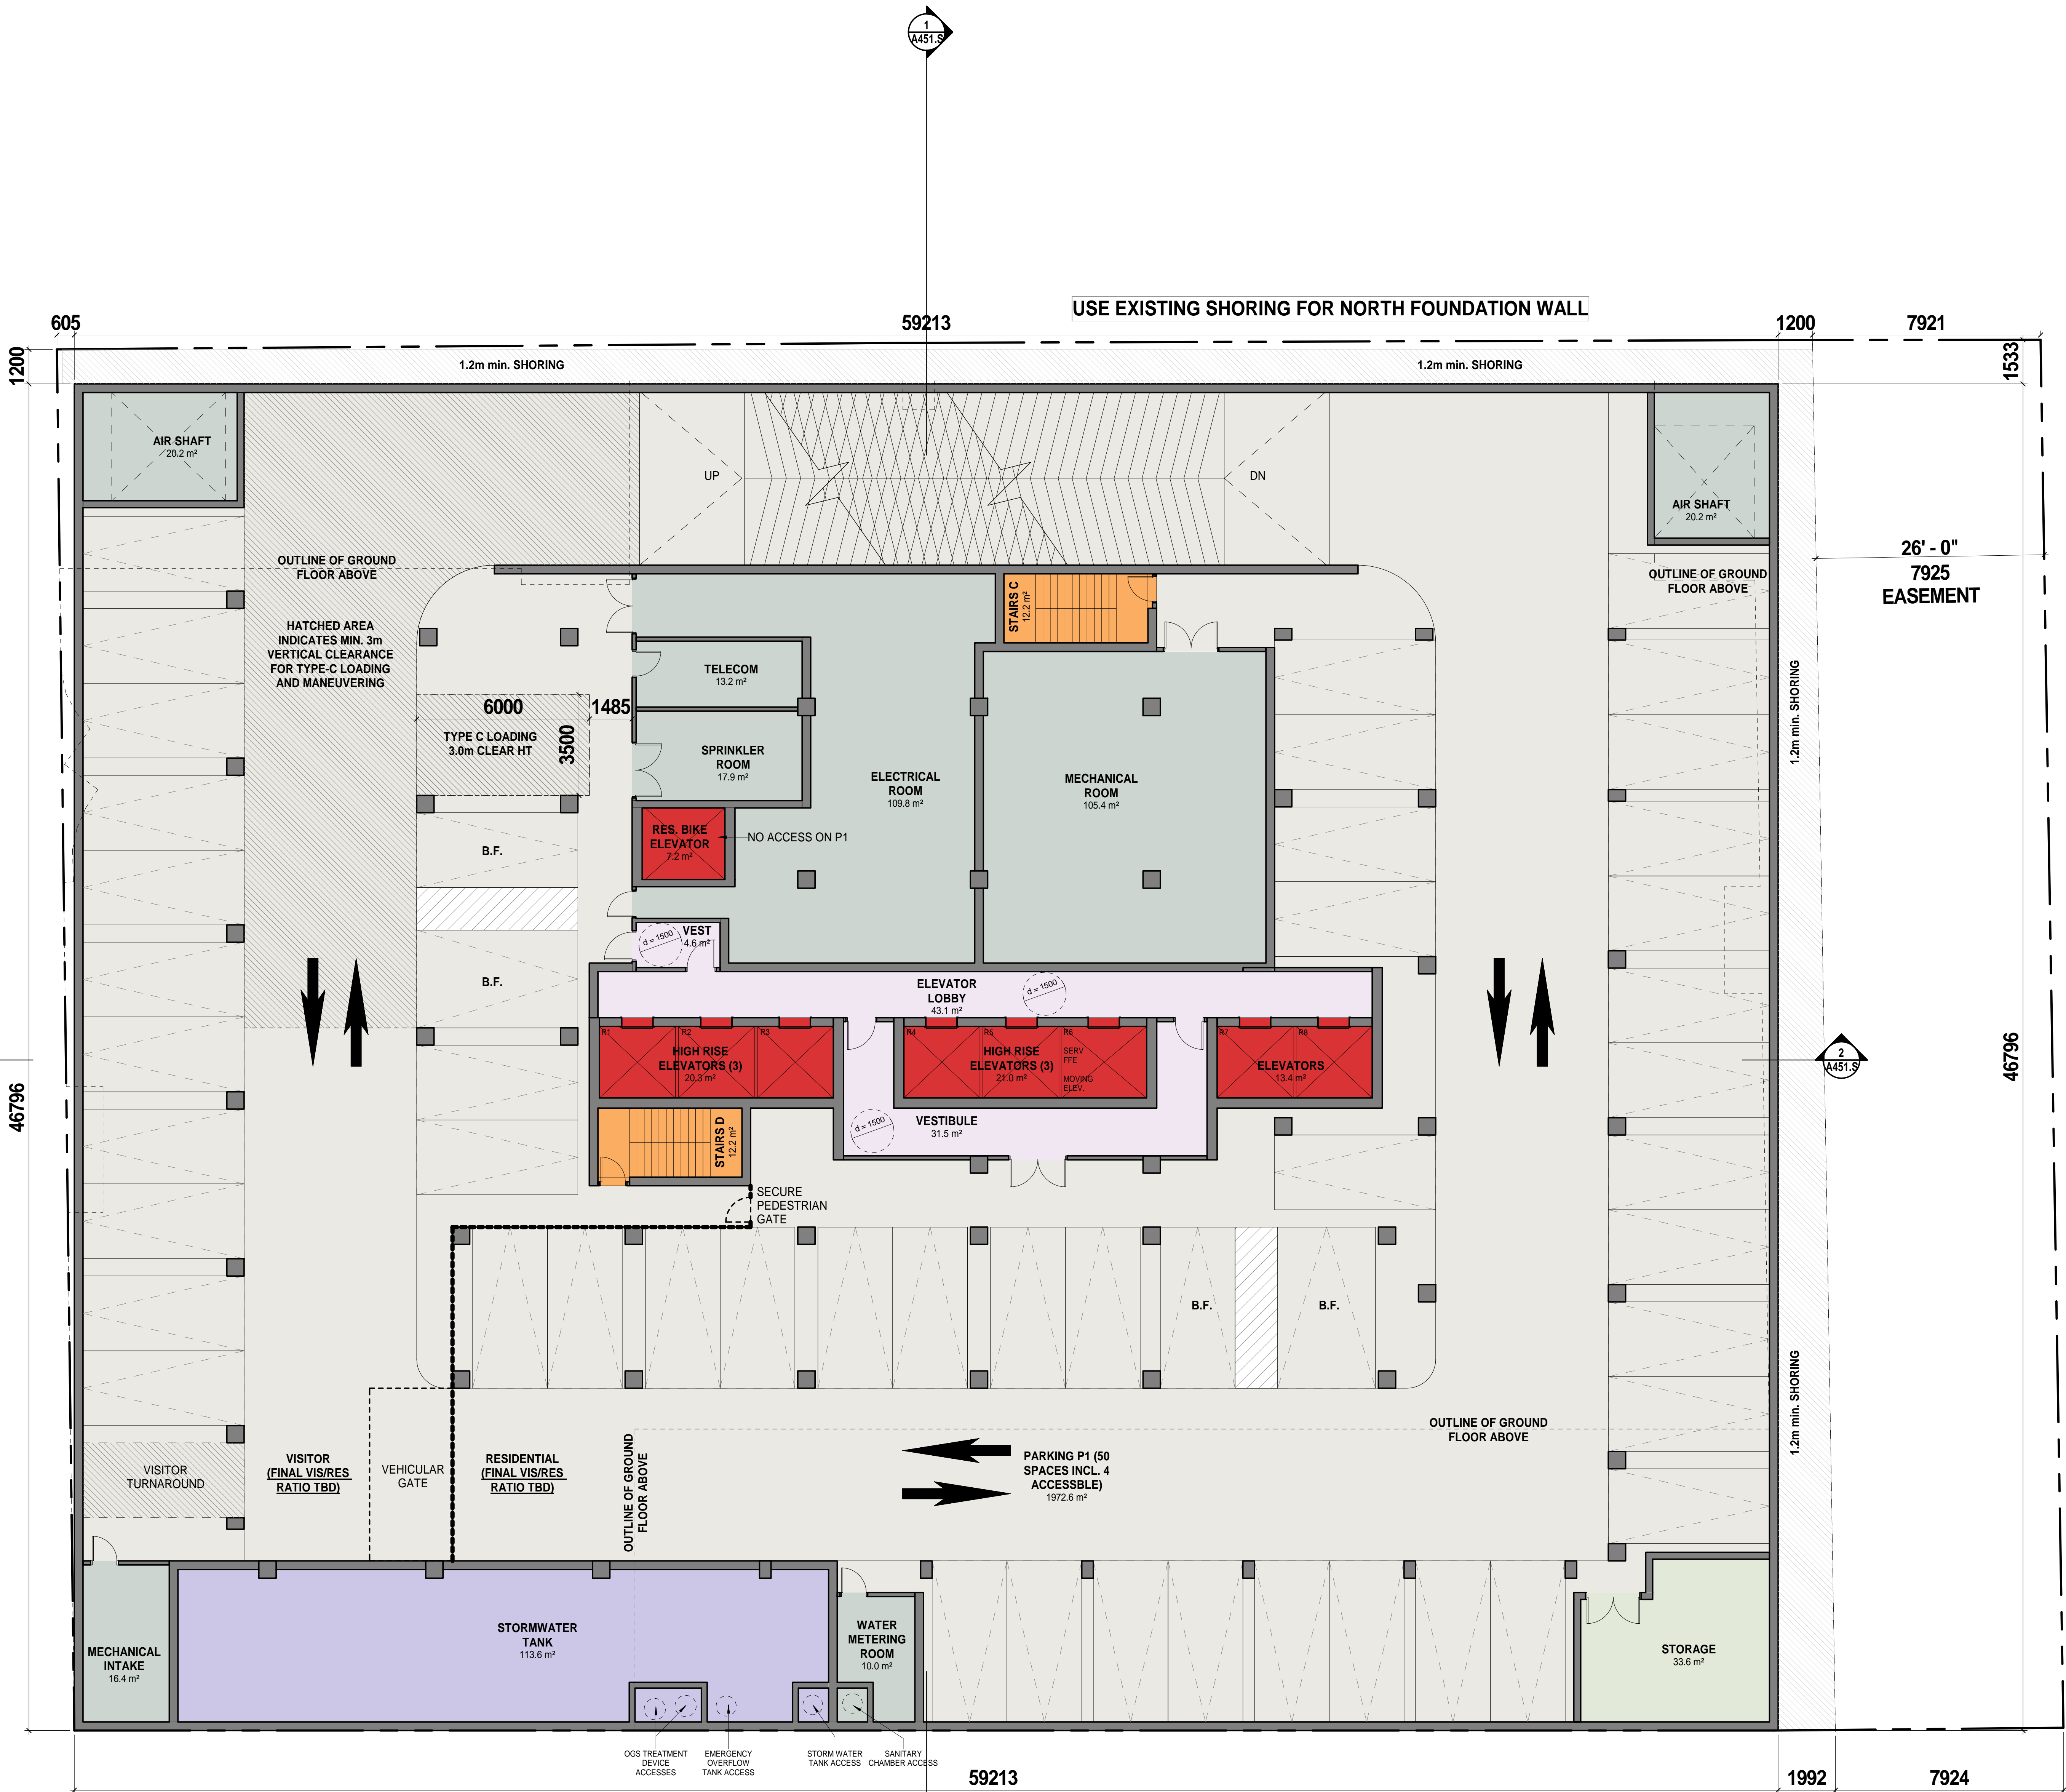 1
A451.S
USE EXISTING SHORING FOR NORTH FOUNDATION WALL
605
59213
1200
7921
1200
1.2m min. SHORING
1.2m min. SHORING
1533
AIR SHAFT
20.2 m²
UP
DN
AIR SHAFT
20.2 m²
26' - 0"
7925
EASEMENT
OUTLINE OF GROUND
FLOOR ABOVE
OUTLINE OF GROUND
FLOOR ABOVE
STAIRS C
12.2 m²
HATCHED AREA
INDICATES MIN. 3m
VERTICAL CLEARANCE
FOR TYPE-C LOADING
AND MANEUVERING
TELECOM
13.2 m²
1.2m min. SHORING
6000
1485
3500
TYPE C LOADING
3.0m CLEAR HT
SPRINKLER
ROOM
17.9 m²
ELECTRICAL
ROOM
109.8 m²
MECHANICAL
ROOM
105.4 m²
RES. BIKE
ELEVATOR
7.2 m²
NO ACCESS ON P1
B.F.
VEST
4.6 m²
d = 1500
B.F.
ELEVATOR
LOBBY
43.1 m²
d = 1500
R1
R2
R3
HIGH RISE
ELEVATORS (3)
20.3 m²
R4
R5
R6
HIGH RISE
ELEVATORS (3)
21.0 m²
SERV
FFE
MOVING
ELEV.
R7
R8
ELEVATORS
13.4 m²
2
A451.S
46796
46796
STAIRS D
12.2 m²
d = 1500
VESTIBULE
31.5 m²
SECURE
PEDESTRIAN
GATE
B.F.
B.F.
1.2m min. SHORING
OUTLINE OF GROUND
FLOOR ABOVE
VISITOR
TURNAROUND
VISITOR
(FINAL VIS/RES
RATIO TBD)
VEHICULAR
GATE
RESIDENTIAL
(FINAL VIS/RES
RATIO TBD)
OUTLINE OF GROUND
FLOOR ABOVE
PARKING P1 (50
SPACES INCL. 4
ACCESSBLE)
1972.6 m²
MECHANICAL
INTAKE
16.4 m²
STORMWATER
TANK
113.6 m²
WATER
METERING
ROOM
10.0 m²
STORAGE
33.6 m²
OGS TREATMENT
DEVICE
ACCESSES
EMERGENCY
OVERFLOW
TANK ACCESS
STORM WATER
TANK ACCESS
SANITARY
CHAMBER ACCESS
59213
1992
7924